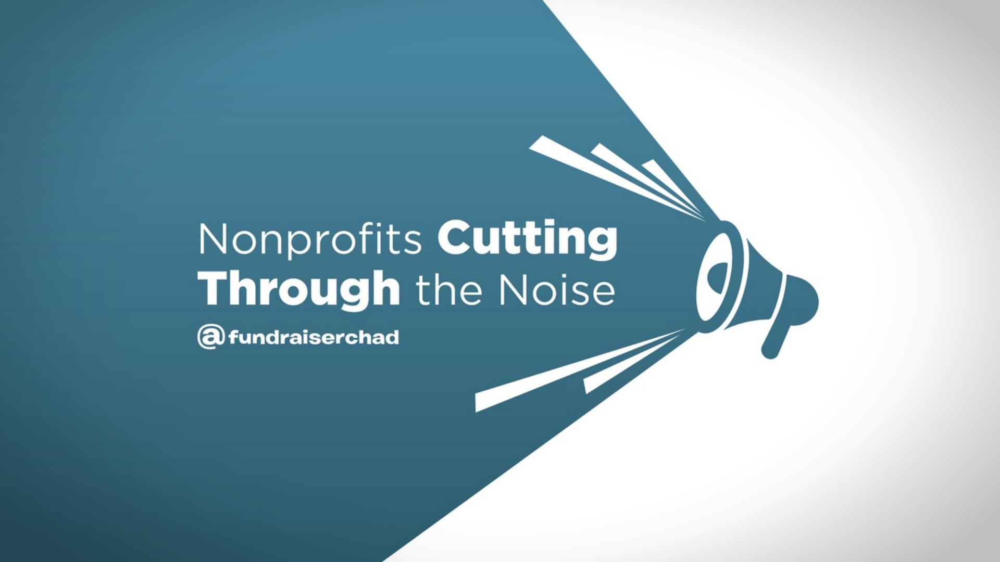 Nonprofits Cutting
Through the Noise
@fundraiserchad